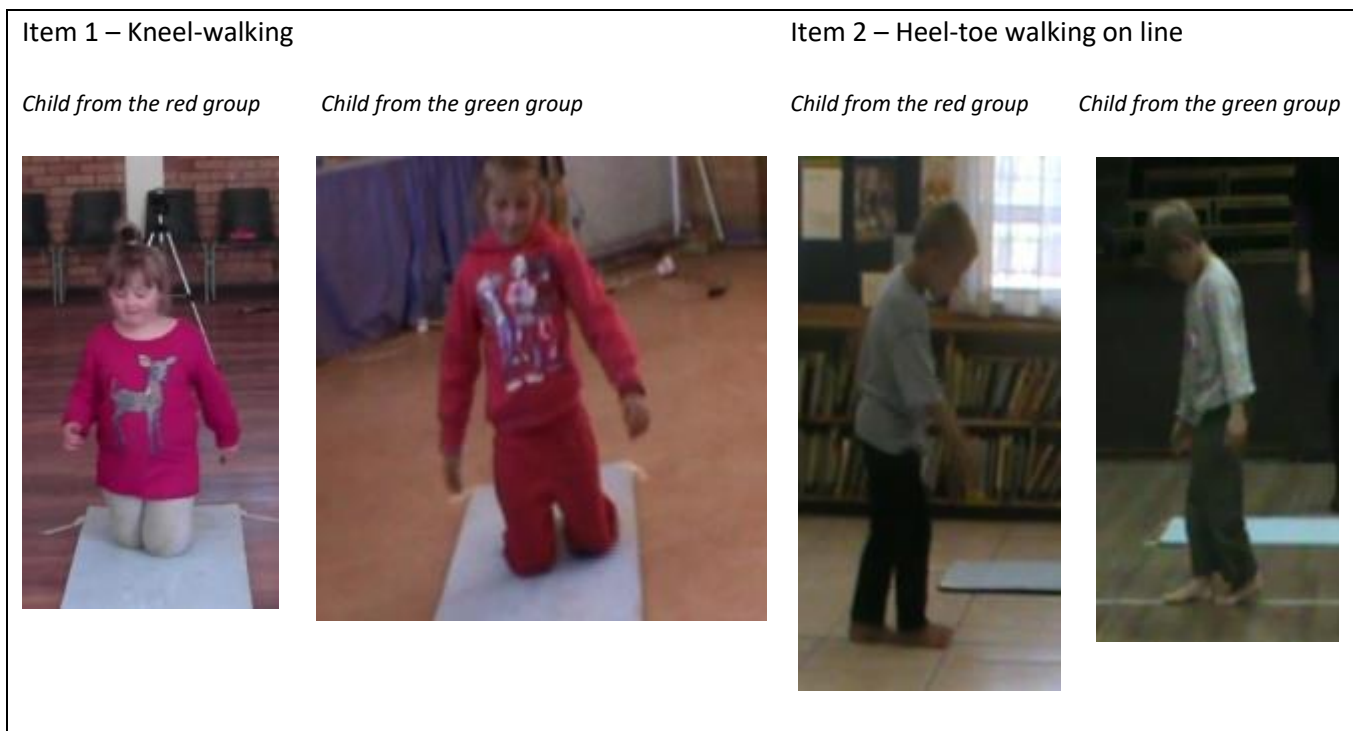 Item 1 – Kneel-walking
Item 2 – Heel-toe walking on line
Child from the red group
Child from the green group
Child from the red group
Child from the green group